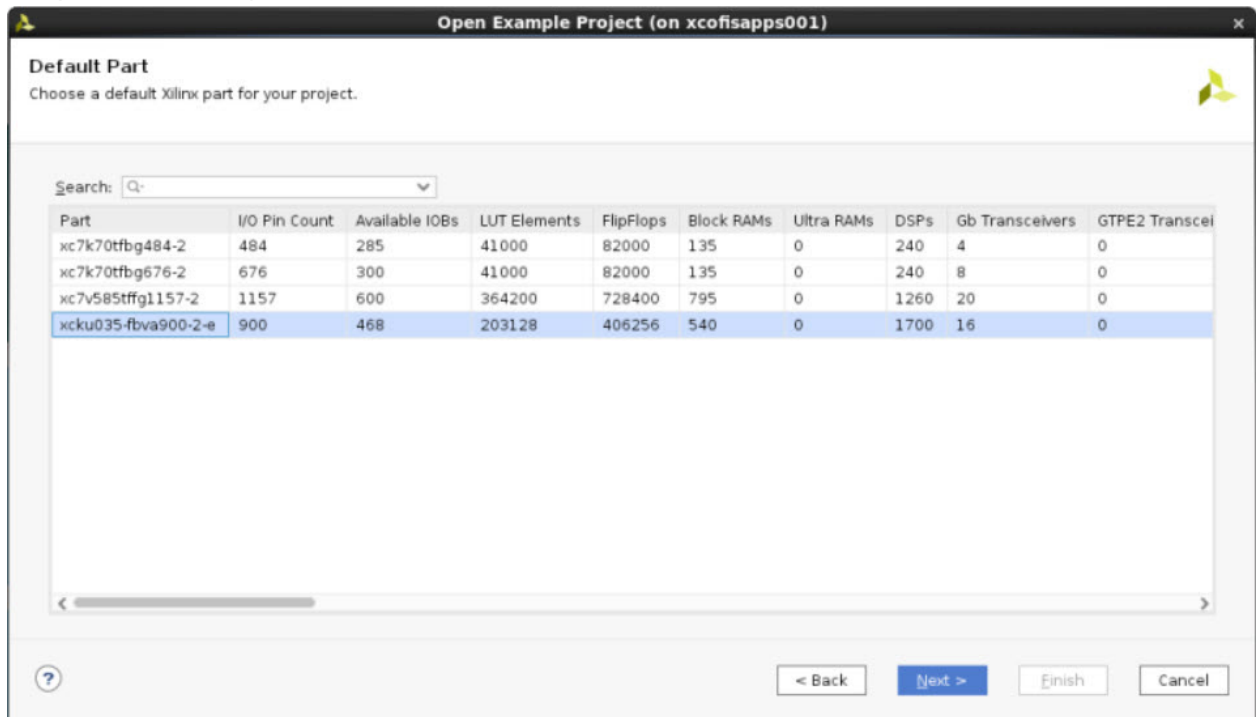 Open Example Project (on xcofisapps001)
Default Part
Choose a default Xilinx part for your project.
Search:
Part I/O Pin Count Available IOBs LUT Elements FlipFlops Block RAMs Ultra RAMs DSPs Gb Transceivers GTPE2 Transcei
xc7k70tfbg484-2 484 285 41000 82000 135 0 240 4 0
xc7k70tfbg676-2 676 300 41000 82000 135 0 240 8 0
xc7v585tffg1157-2 1157 600 364200 728400 795 0 1260 20 0
xcku035-fbva900-2-e 900 468 203128 406256 540 0 1700 16 0
? < Back Next > Finish Cancel